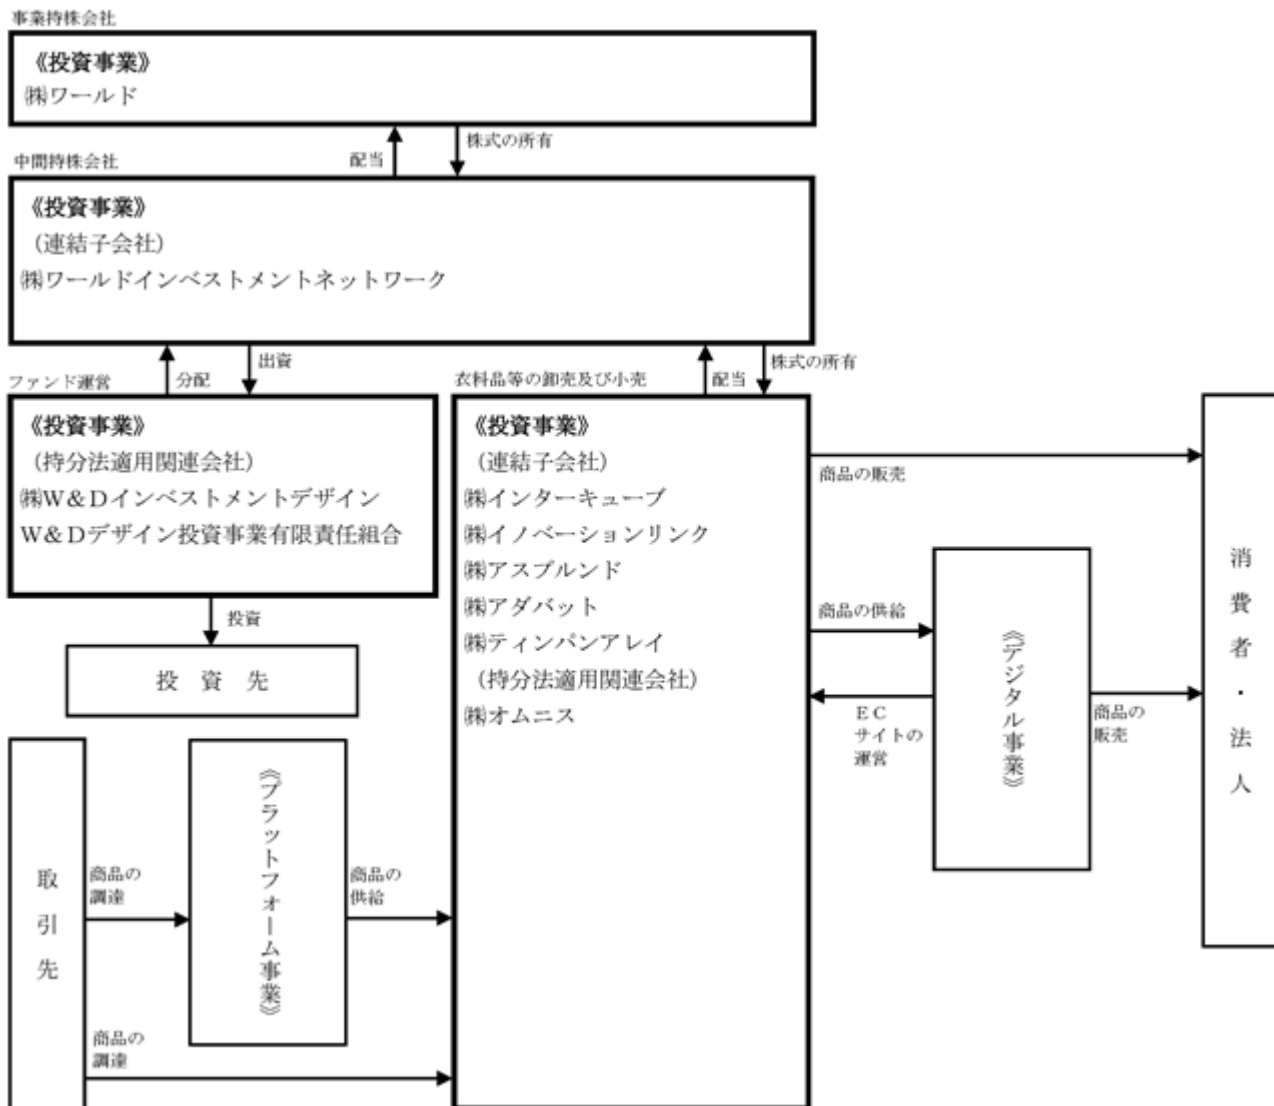 事業持株会社
《投資事業》
㈱ワールド
配当
株式の所有
中間持株会社
《投資事業》
（連結子会社）
㈱ワールドインベストメントネットワーク
分配
出資
配当
株式の所有
ファンド運営
《投資事業》
（持分法適用関連会社）
㈱W＆Dインベストメントデザイン
W＆Dデザイン投資事業有限責任組合
投資
投資先
衣料品等の卸売及び小売
《投資事業》
（連結子会社）
㈱インターキューブ
㈱イノベーションリンク
㈱アスプルンド
㈱アダバット
㈱ティンパンアレイ
（持分法適用関連会社）
㈱オムニス
商品の販売
商品の供給
EC
サイトの
運営
《デジタル事業》
商品の
販売
消費者・法人
取引先
商品の
調達
《プラットフォーム事業》
商品の
供給
商品の
調達